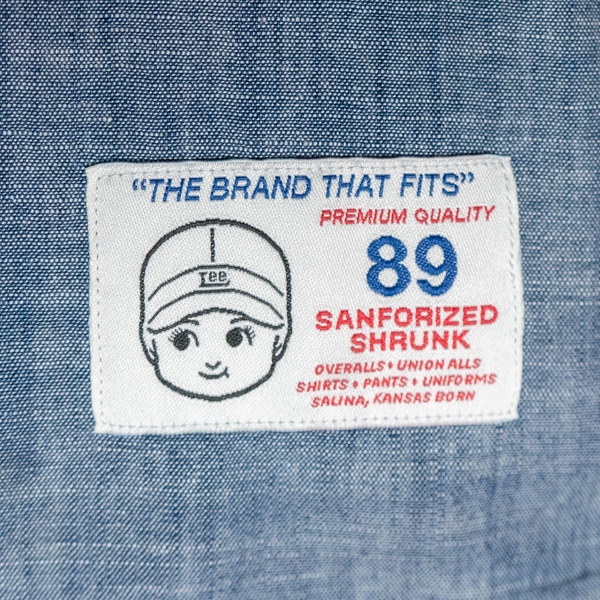 “THE BRAND THAT FITS”
PREMIUM QUALITY
Lee
89
SANFORIZED
SHRUNK
OVERALLS • UNION ALLS
SHIRTS • PANTS • UNIFORMS
SALINA, KANSAS BORN